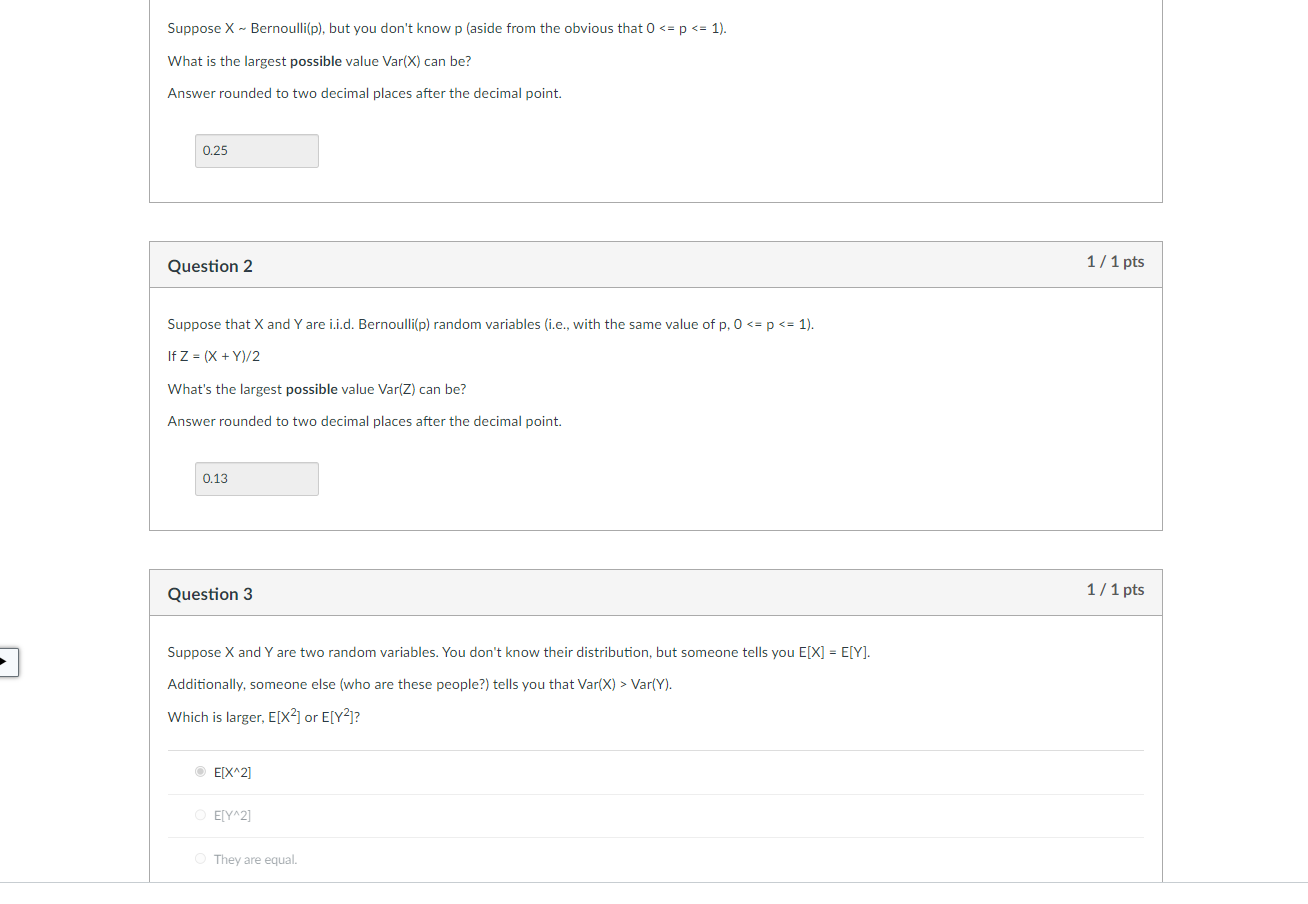 Suppose X ~ Bernoulli(p), but you don't know p (aside from the obvious that 0 <= p <= 1).
What is the largest possible value Var(X) can be?
Answer rounded to two decimal places after the decimal point.
0.25
Question 2
1 / 1 pts
Suppose that X and Y are i.i.d. Bernoulli(p) random variables (i.e., with the same value of p, 0 <= p <= 1).
If Z = (X + Y)/2
What's the largest possible value Var(Z) can be?
Answer rounded to two decimal places after the decimal point.
0.13
Question 3
1 / 1 pts
Suppose X and Y are two random variables. You don't know their distribution, but someone tells you E[X] = E[Y].
Additionally, someone else (who are these people?) tells you that Var(X) > Var(Y).
Which is larger, E[X²] or E[Y²]?
E[X^2]
E[Y^2]
They are equal.